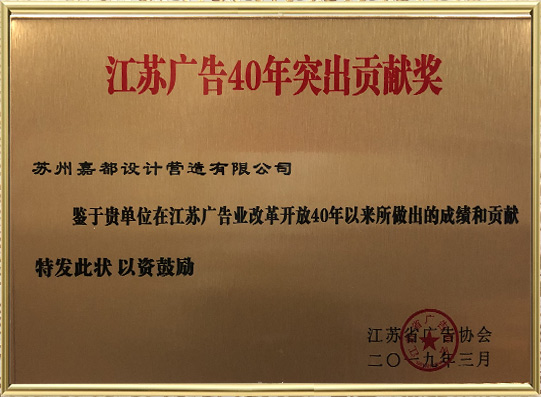 江苏广告40年突出贡献奖
苏州嘉都设计营造有限公司
鉴于贵单位在江苏广告业改革开放40年以来所做出的成绩和贡献
特发此状 以资鼓励
江苏省广告协会
二〇一九年三月